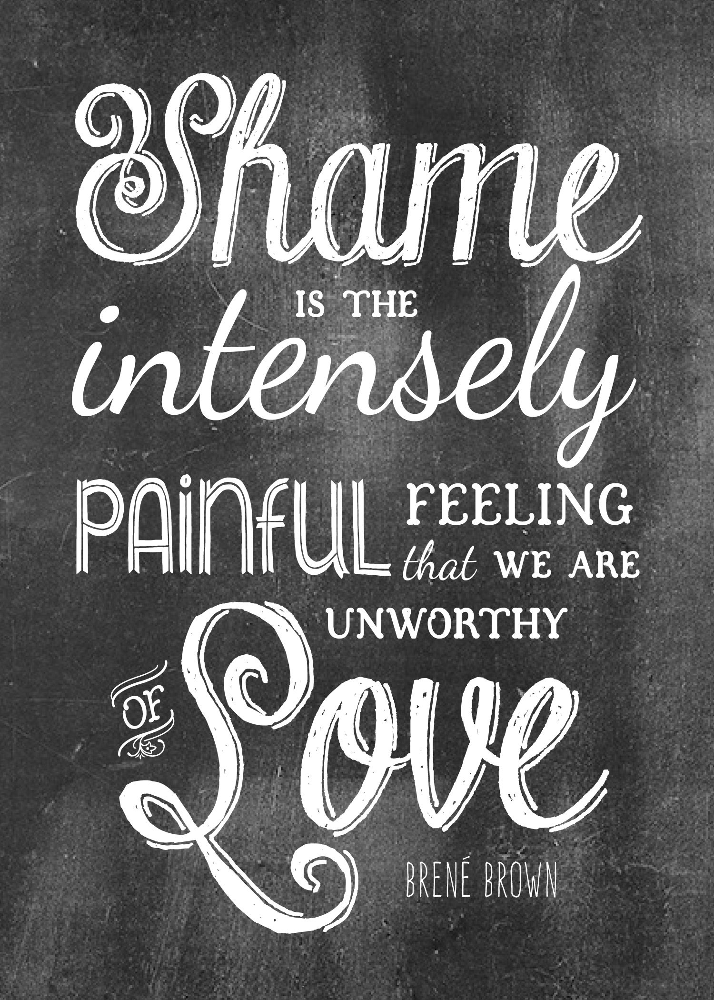 Shame
IS THE
intensely
PAiNfUL FEELING
that WE ARE
UNWORTHY
OF
Love
BRENÉ BROWN